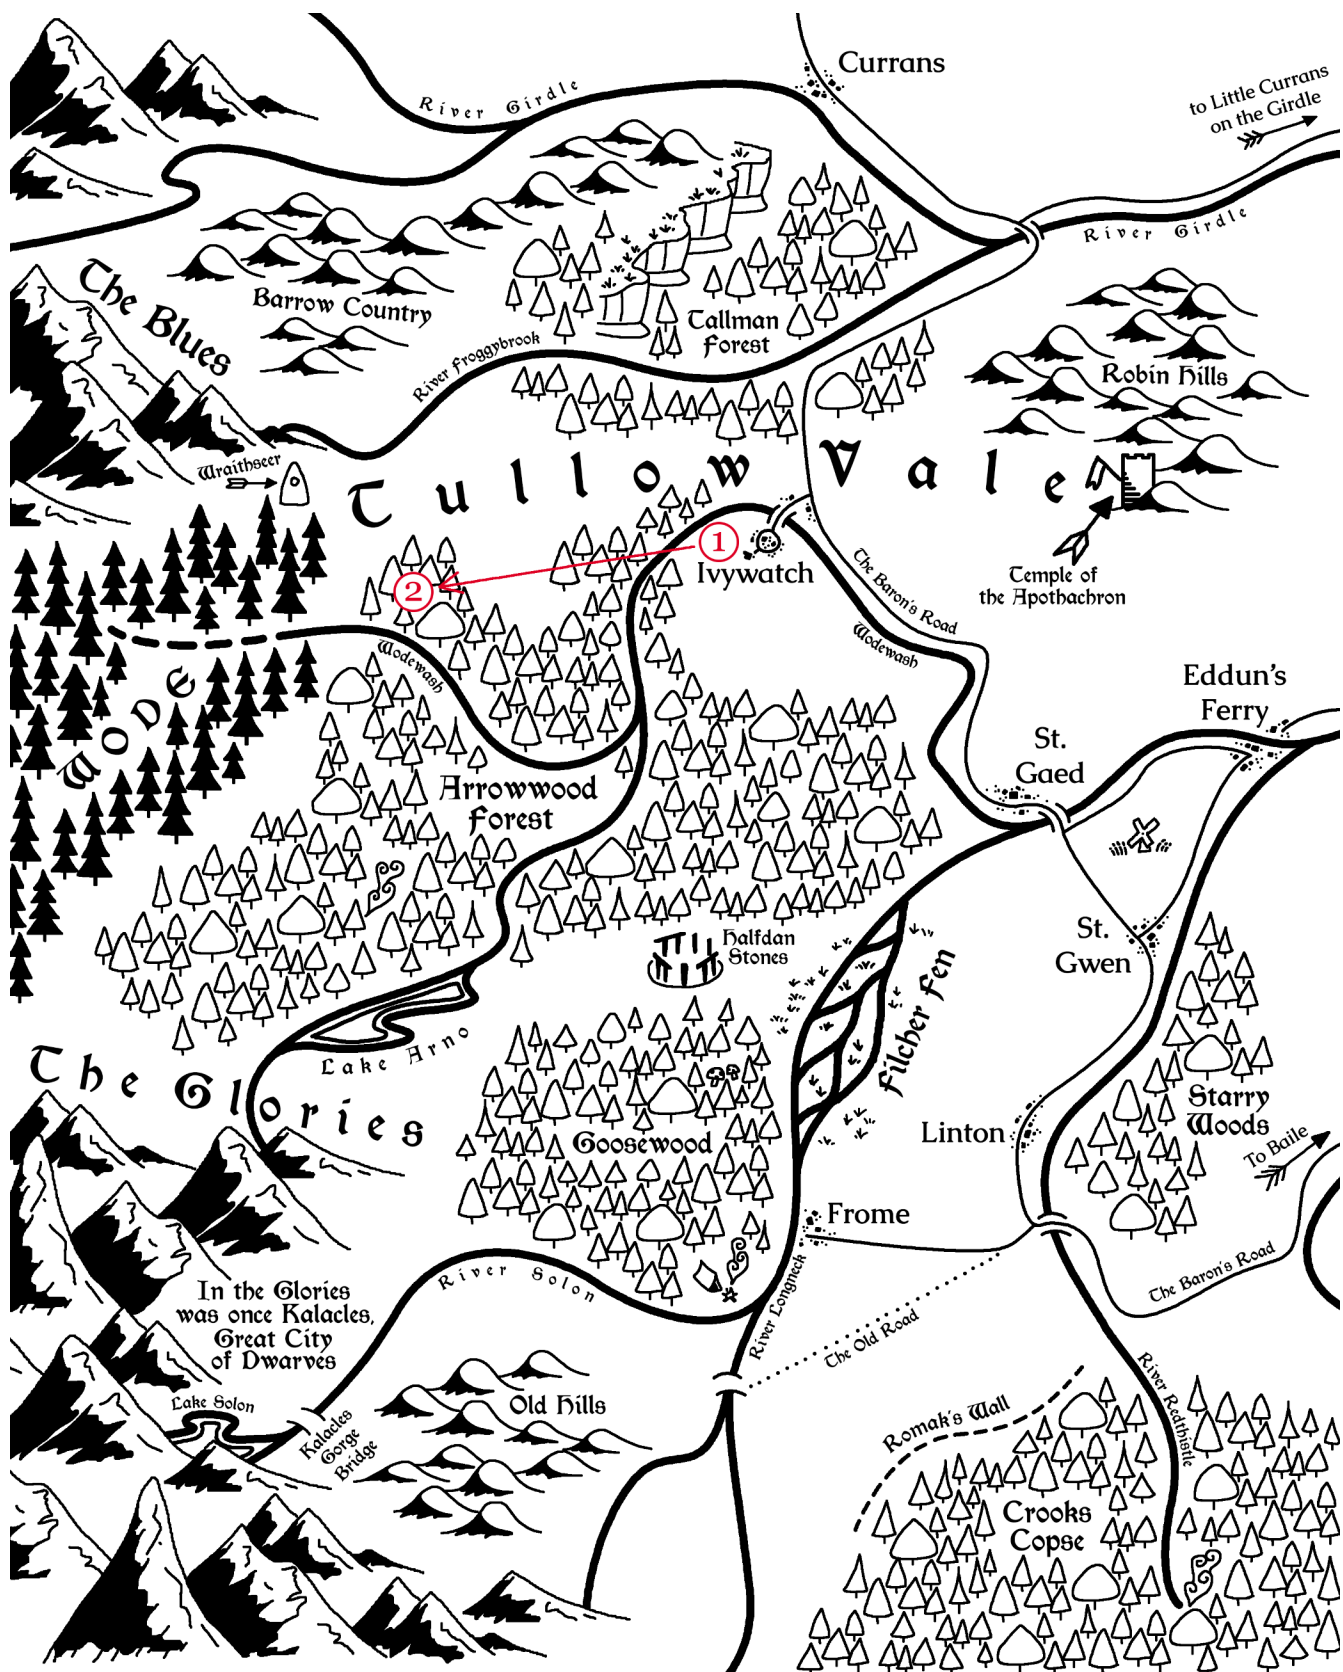 Currans
River Girdle
to Little Currans
on the Girdle
River Girdle
The Blues
Barrow Country
Tallman
Forest
River Froggybrook
Robin Hills
Wraithseer
Tullow Vale
1
Ivywatch
2
Temple of
the Apothachron
The Baron's Road
Wodewash
Wodewash
WODE
Eddun's
Ferry
St.
Gaed
Arrowwood
Forest
St.
Gwen
Halfdan
Stones
Filcher Fen
Lake Arno
The Glories
Starry
Woods
Linton
Goosewood
To Baile
Frome
River Solon
River Longneck
The Baron's Road
In the Glories
was once Kalacles,
Great City
of Dwarves
The Old Road
Lake Solon
Kalacles
Gorge
Bridge
Old Hills
Romak's Wall
River Redthistle
Crooks
Copse